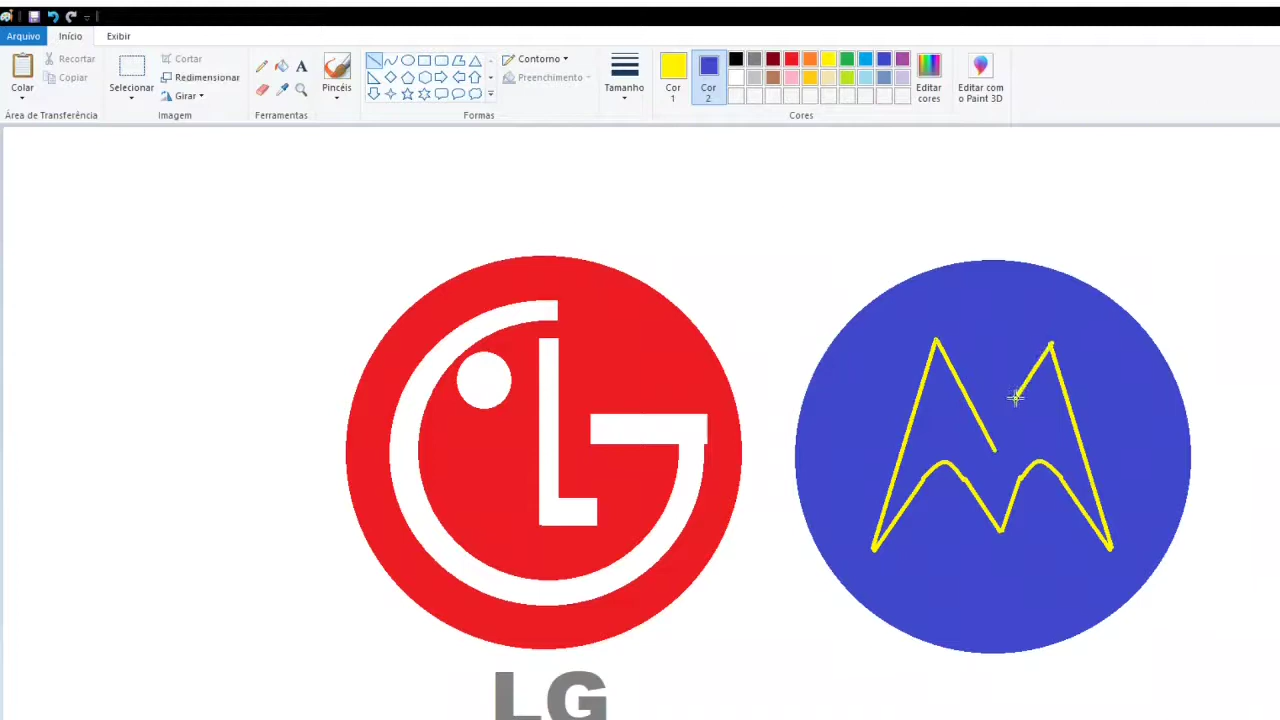 Arquivo Início Exibir
Colar
Recortar
Copiar
Área de Transferência
Selecionar
Cortar
Redimensionar
Girar
Imagem
A
Ferramentas
Pincéis
Contorno
Preenchimento
Formas
Tamanho
Cor
1
Cor
2
Cores
Editar
cores
Editar com
o Paint 3D
LG
LG